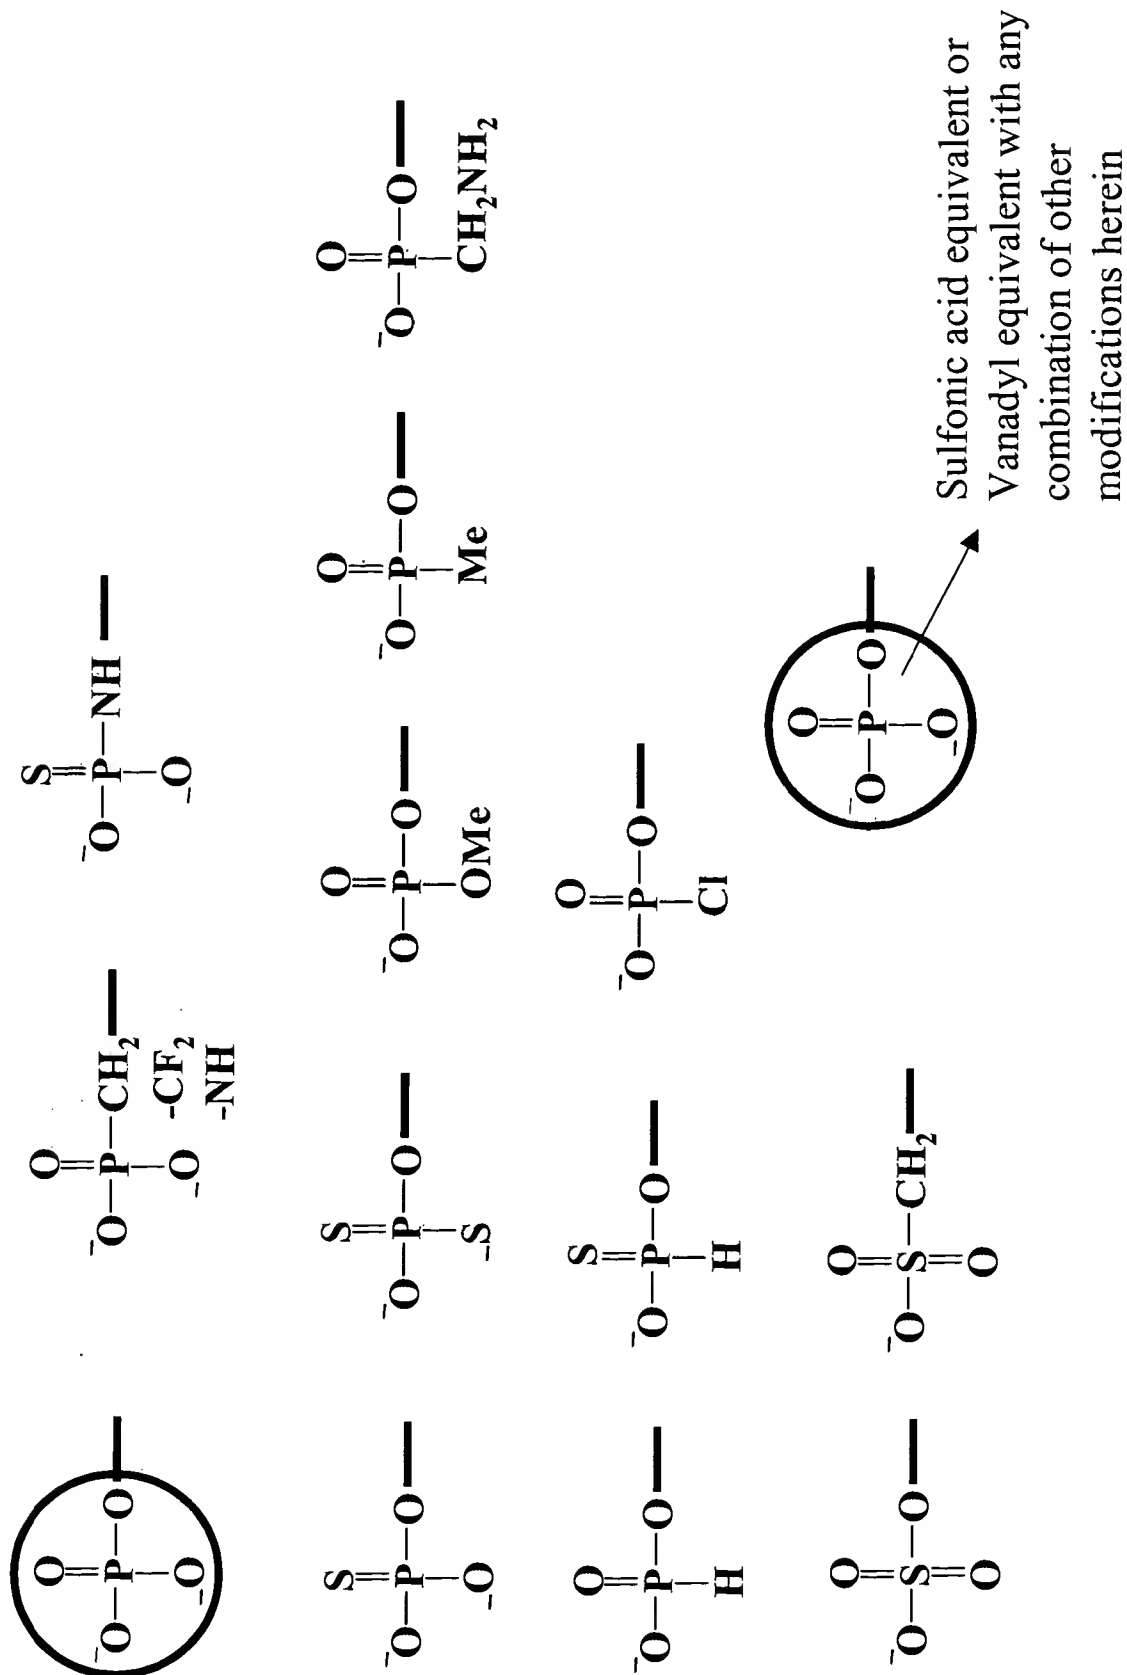 O
⁻O–P–O
O⁻
O
⁻O–P–CH₂
-CF₂
O⁻
-NH
S
⁻O–P–NH
O⁻
S
⁻O–P–O
O⁻
S
⁻O–P–O
S⁻
O
⁻O–P–O
OMe
O
⁻O–P–O
Me
O
⁻O–P–O
CH₂NH₂
O
⁻O–P–O
H
S
⁻O–P–O
H
O
⁻O–P–O
Cl
O
⁻O–S–O
O
O
⁻O–S–CH₂
O
O
⁻O–P–O
O⁻
Sulfonic acid equivalent or
Vanadyl equivalent with any
combination of other
modifications herein